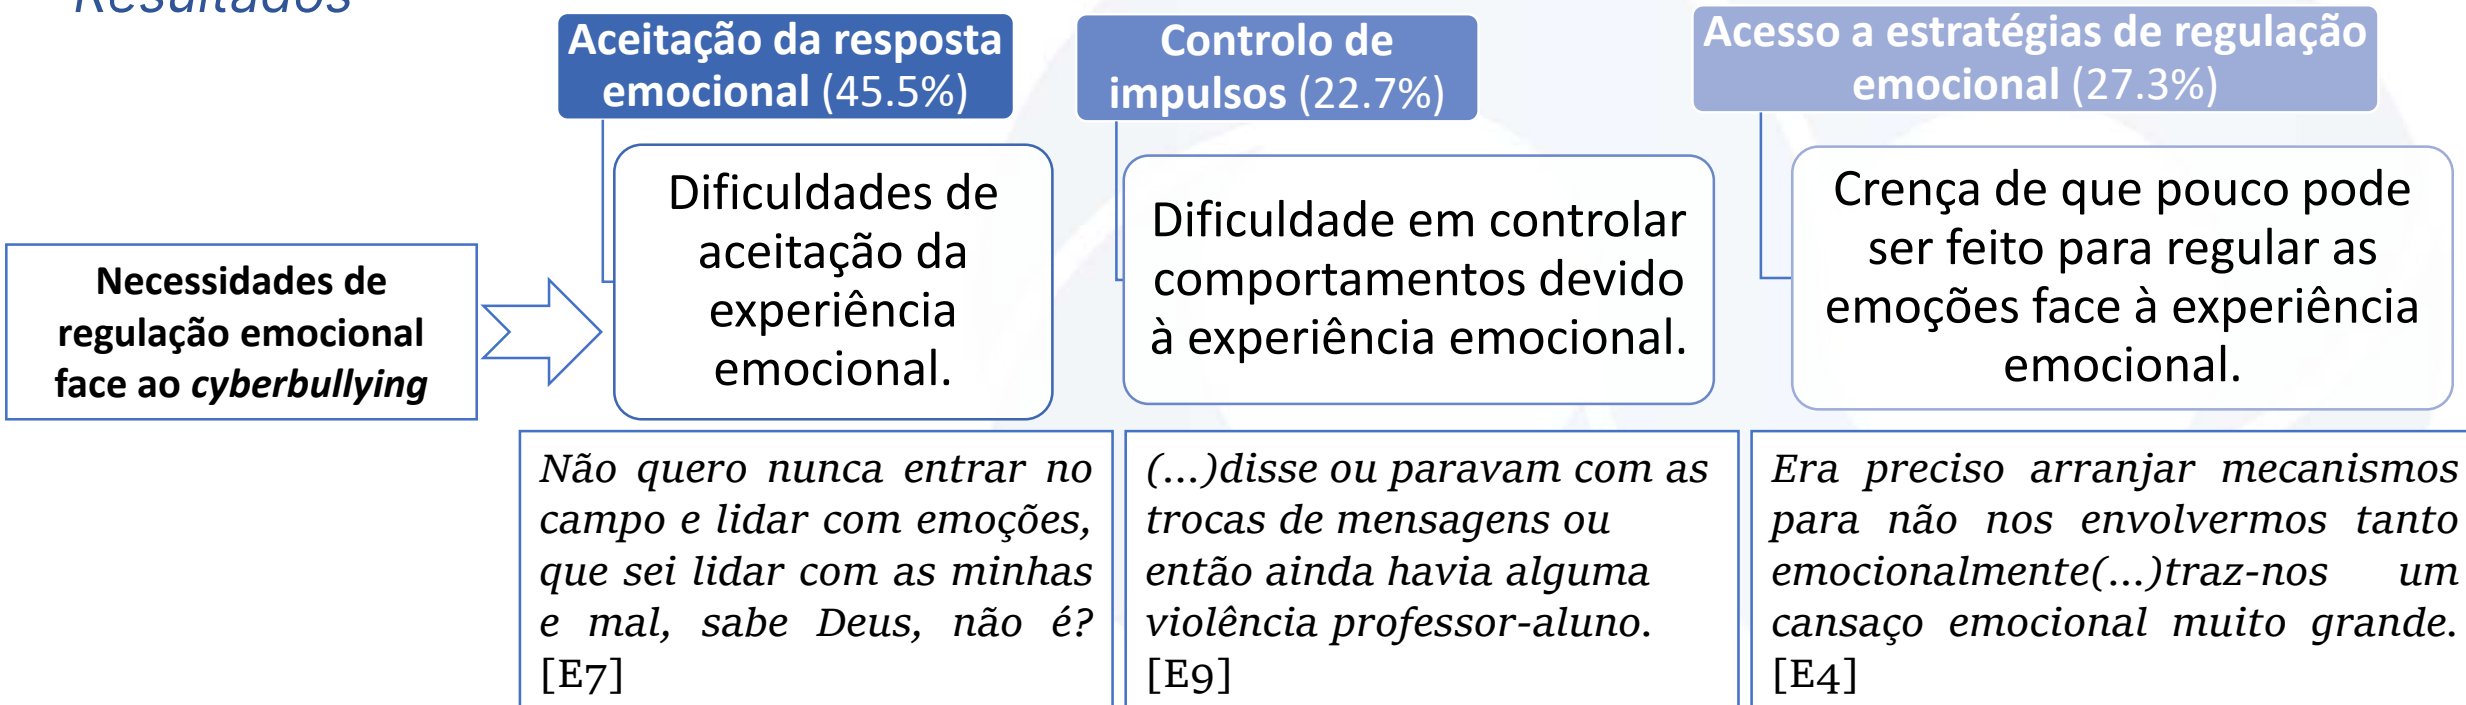 Resultados
Aceitação da resposta
emocional (45.5%)
Controlo de
impulsos (22.7%)
Acesso a estratégias de regulação
emocional (27.3%)
Necessidades de
regulação emocional
face ao cyberbullying
Dificuldades de
aceitação da
experiência
emocional.
Dificuldade em controlar
comportamentos devido
à experiência emocional.
Crença de que pouco pode
ser feito para regular as
emoções face à experiência
emocional.
Não quero nunca entrar no
campo e lidar com emoções,
que sei lidar com as minhas
e mal, sabe Deus, não é?
[E7]
(...)disse ou paravam com as
trocas de mensagens ou
então ainda havia alguma
violência professor-aluno.
[E9]
Era preciso arranjar mecanismos
para não nos envolvermos tanto
emocionalmente(...)traz-nos um
cansaço emocional muito grande.
[E4]